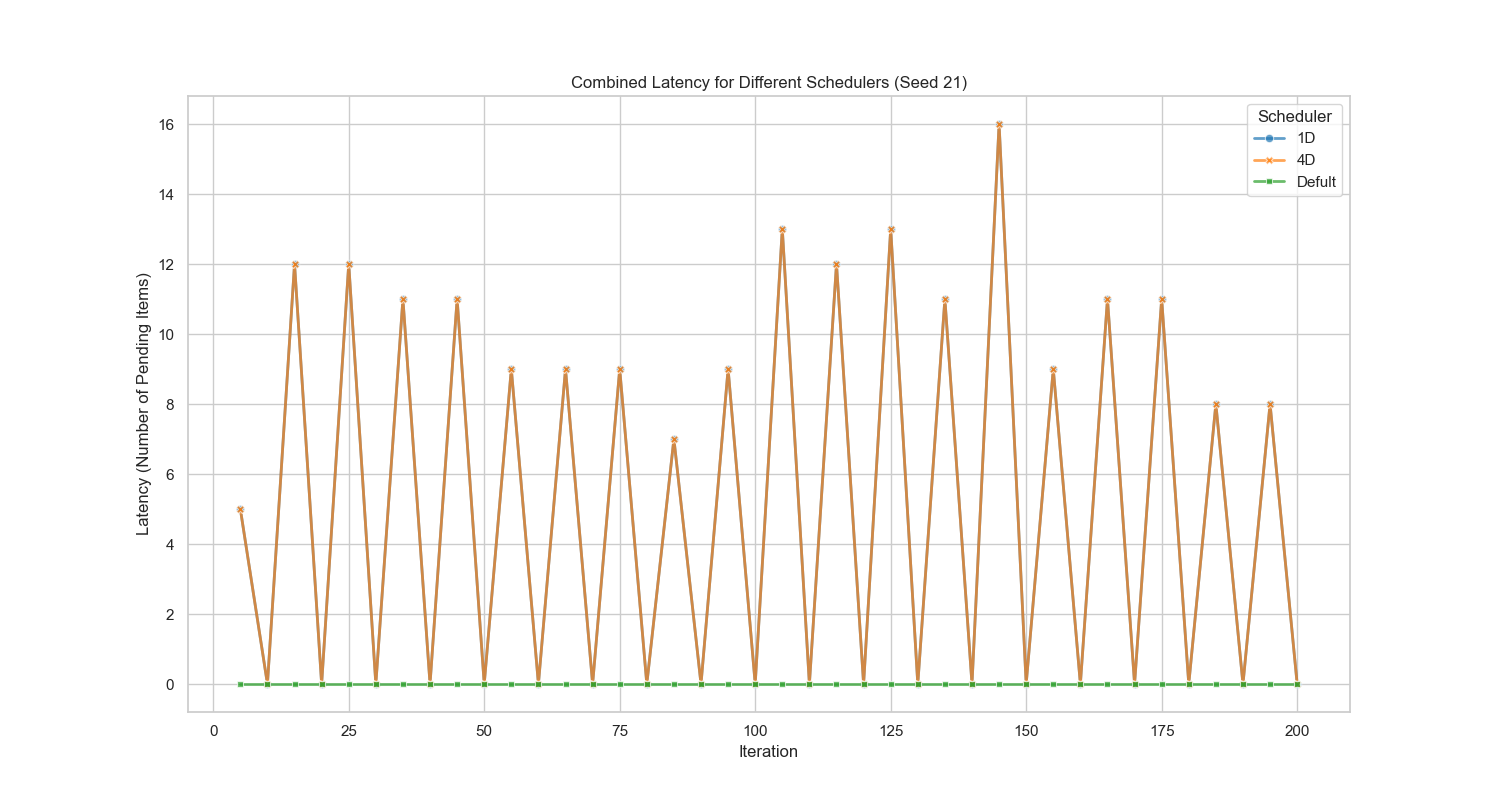 Combined Latency for Different Schedulers (Seed 21)
Scheduler
1D
4D
Defult
Latency (Number of Pending Items)
16
14
12
10
8
6
4
2
0
0 25 50 75 100 125 150 175 200
Iteration